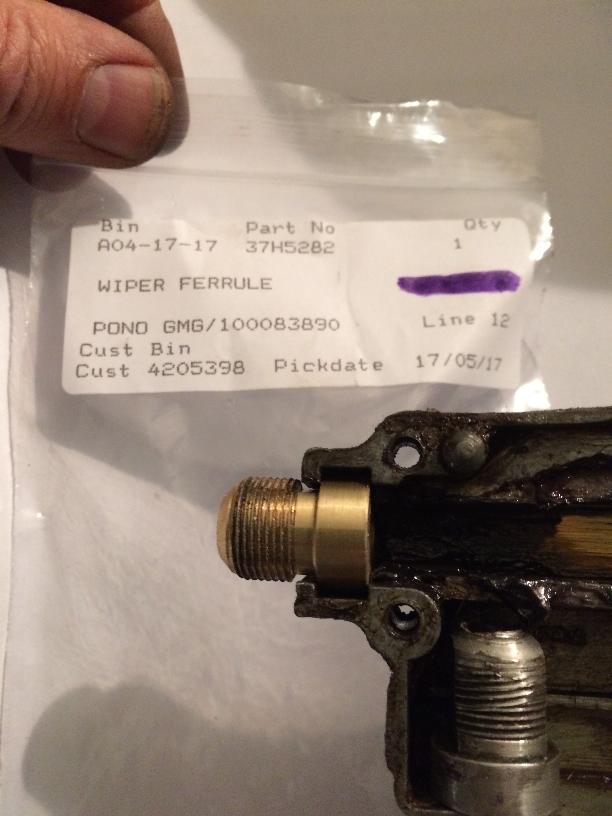 Bin Part No Qty
A04-17-17 37H5282 1
WIPER FERRULE
PONO GMG/100083890 Line 12
Cust Bin
Cust 4205398 Pickdate 17/05/17